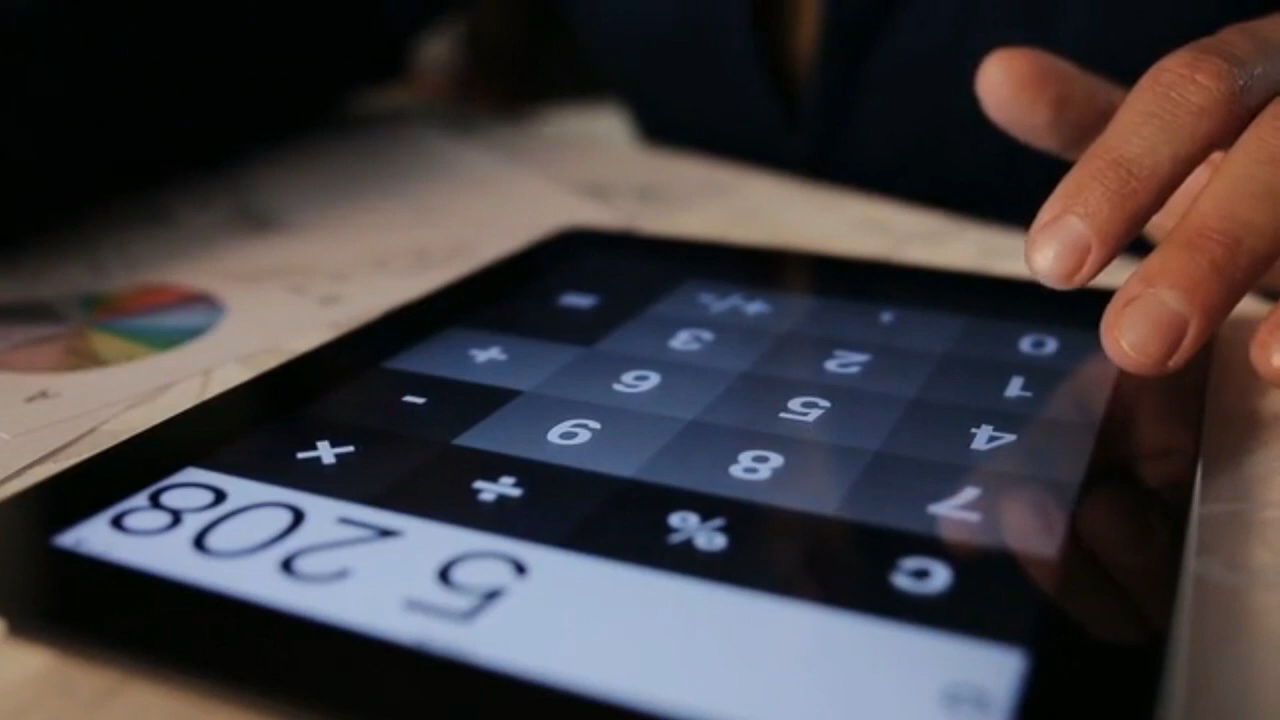 5 208
C % ÷ ×
7 8 9 -
4 5 6 +
1 2 3 =
0 , +/-